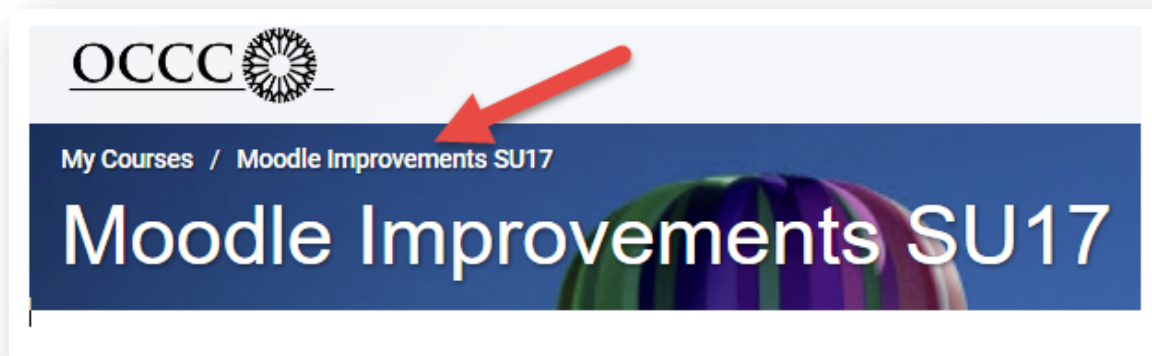 OCCC
My Courses / Moodle Improvements SU17
Moodle Improvements SU17